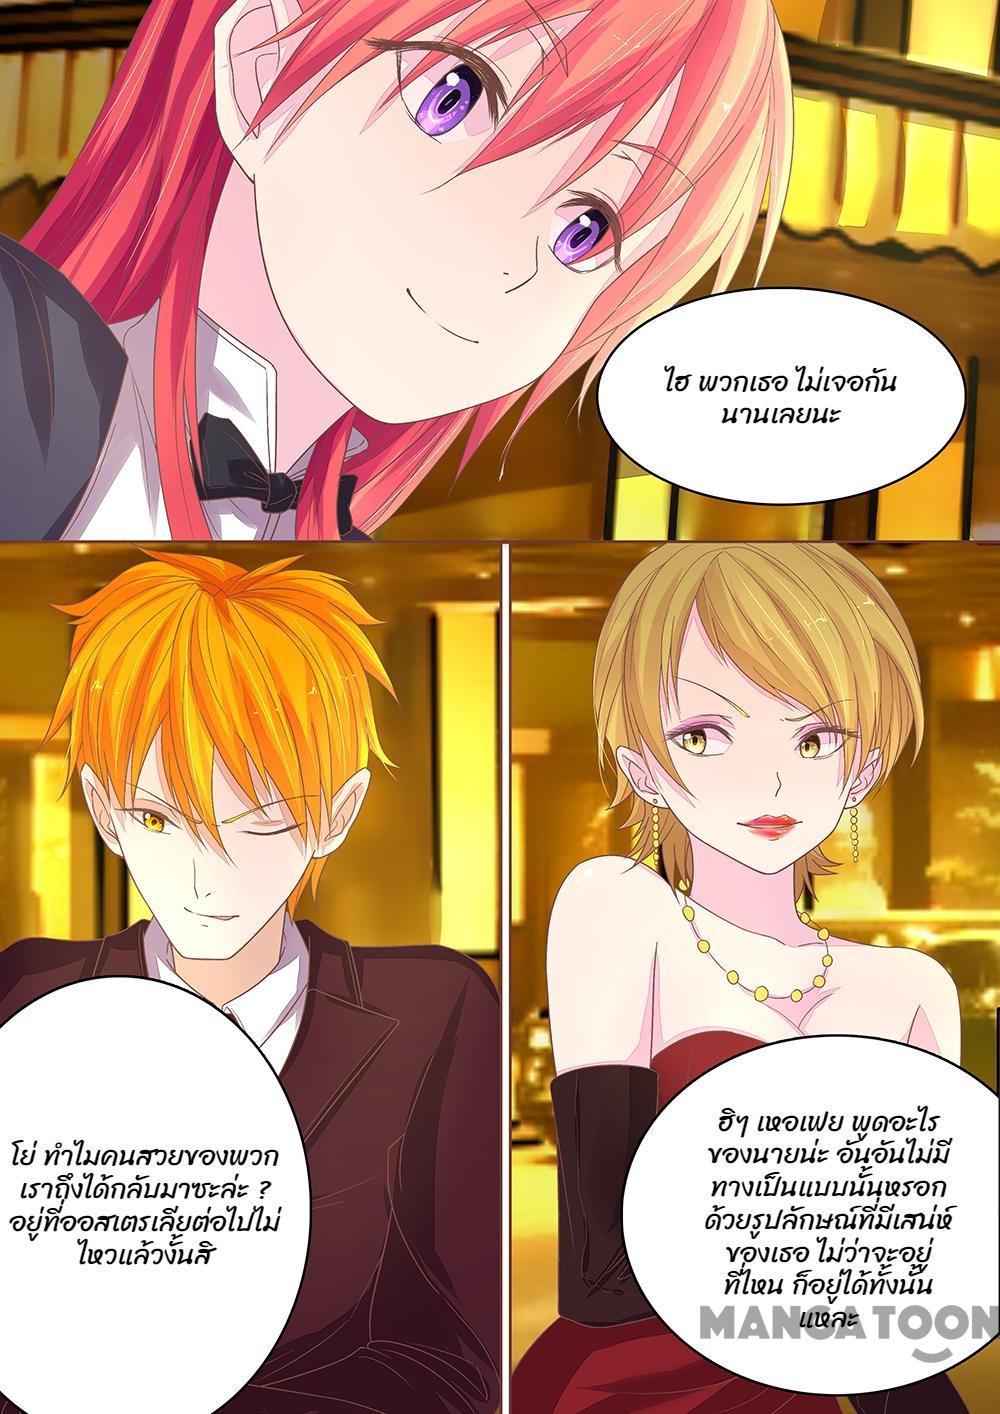 ไฮ พวกเธอ ไม่เจอกัน
นานเลยนะ
โย่ ทำไมคนสวยของพวก
เราถึงได้กลับมาซะล่ะ ?
อยู่ที่ออสเตรเลียต่อไปไม่
ไหวแล้วงั้นสิ
ฮิๆ เหอเฟย พูดอะไร
ของนายน่ะ อันอันไม่มี
ทางเป็นแบบนั้นหรอก
ด้วยรูปลักษณ์ที่มีเสน่ห์
ของเธอ ไม่ว่าจะอยู่
ที่ไหน ก็อยู่ได้ทั้งนั้น
แหละ
MANGA TOON